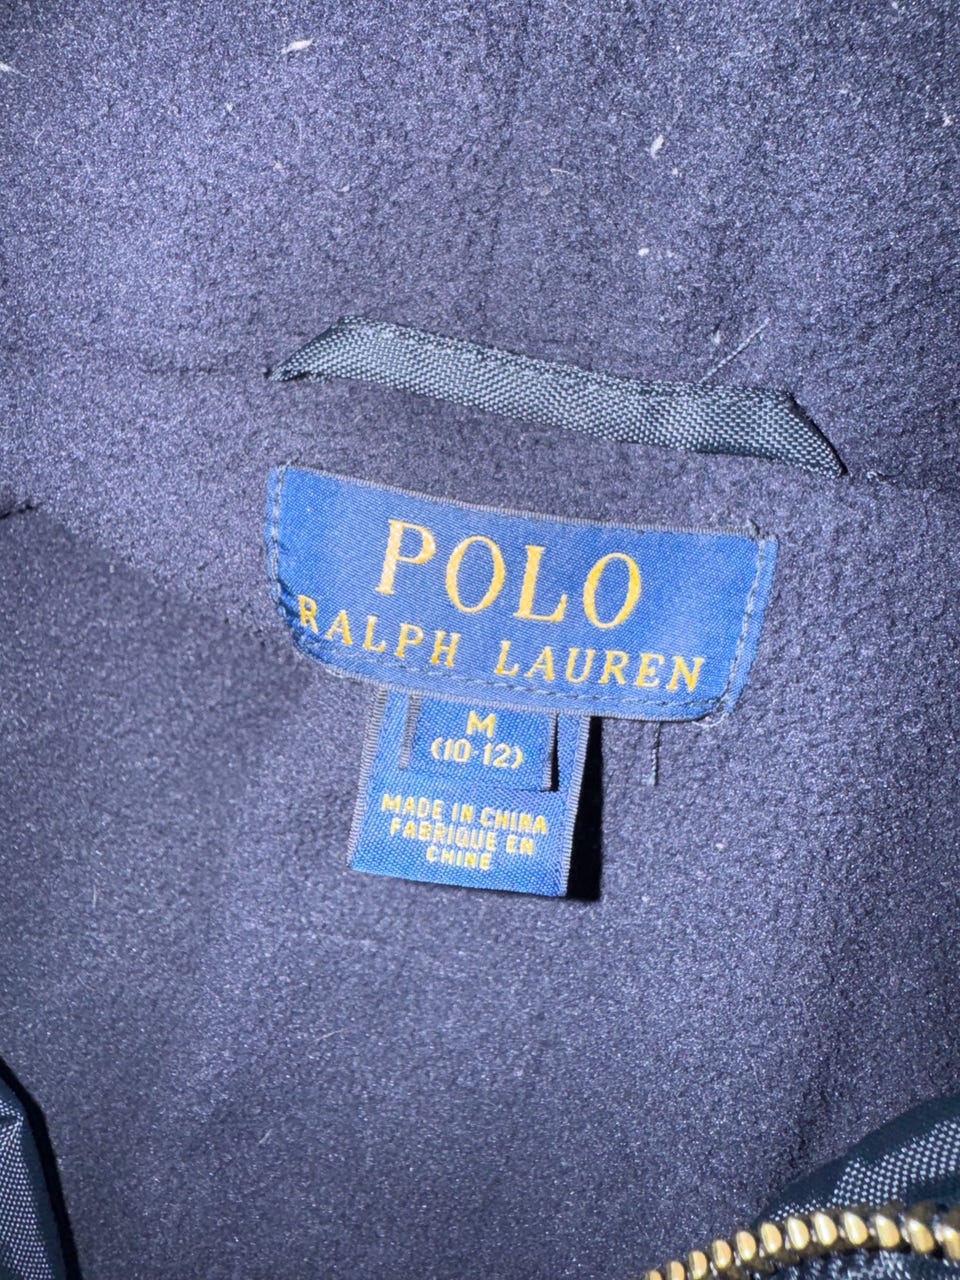 POLO
RALPH LAUREN
M
(10-12)
MADE IN CHINA
FABRIQUE EN
CHINE